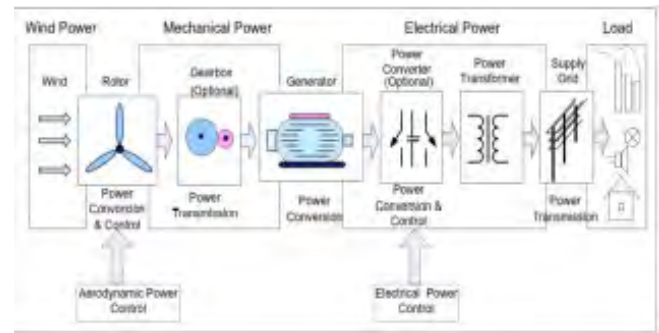 Wind Power Mechanical Power Electrical Power Load
Wind
Rotor
Gearbox
(Optional)
Generator
Power
Converter
(Optional)
Power
Transformer
Supply
Grid
Power
Conversion
& Control
Power
Transmission
Power
Conversion
Power
Conversion &
Control
Power
Transmission
Aerodynamic Power
Control
Electrical Power
Control